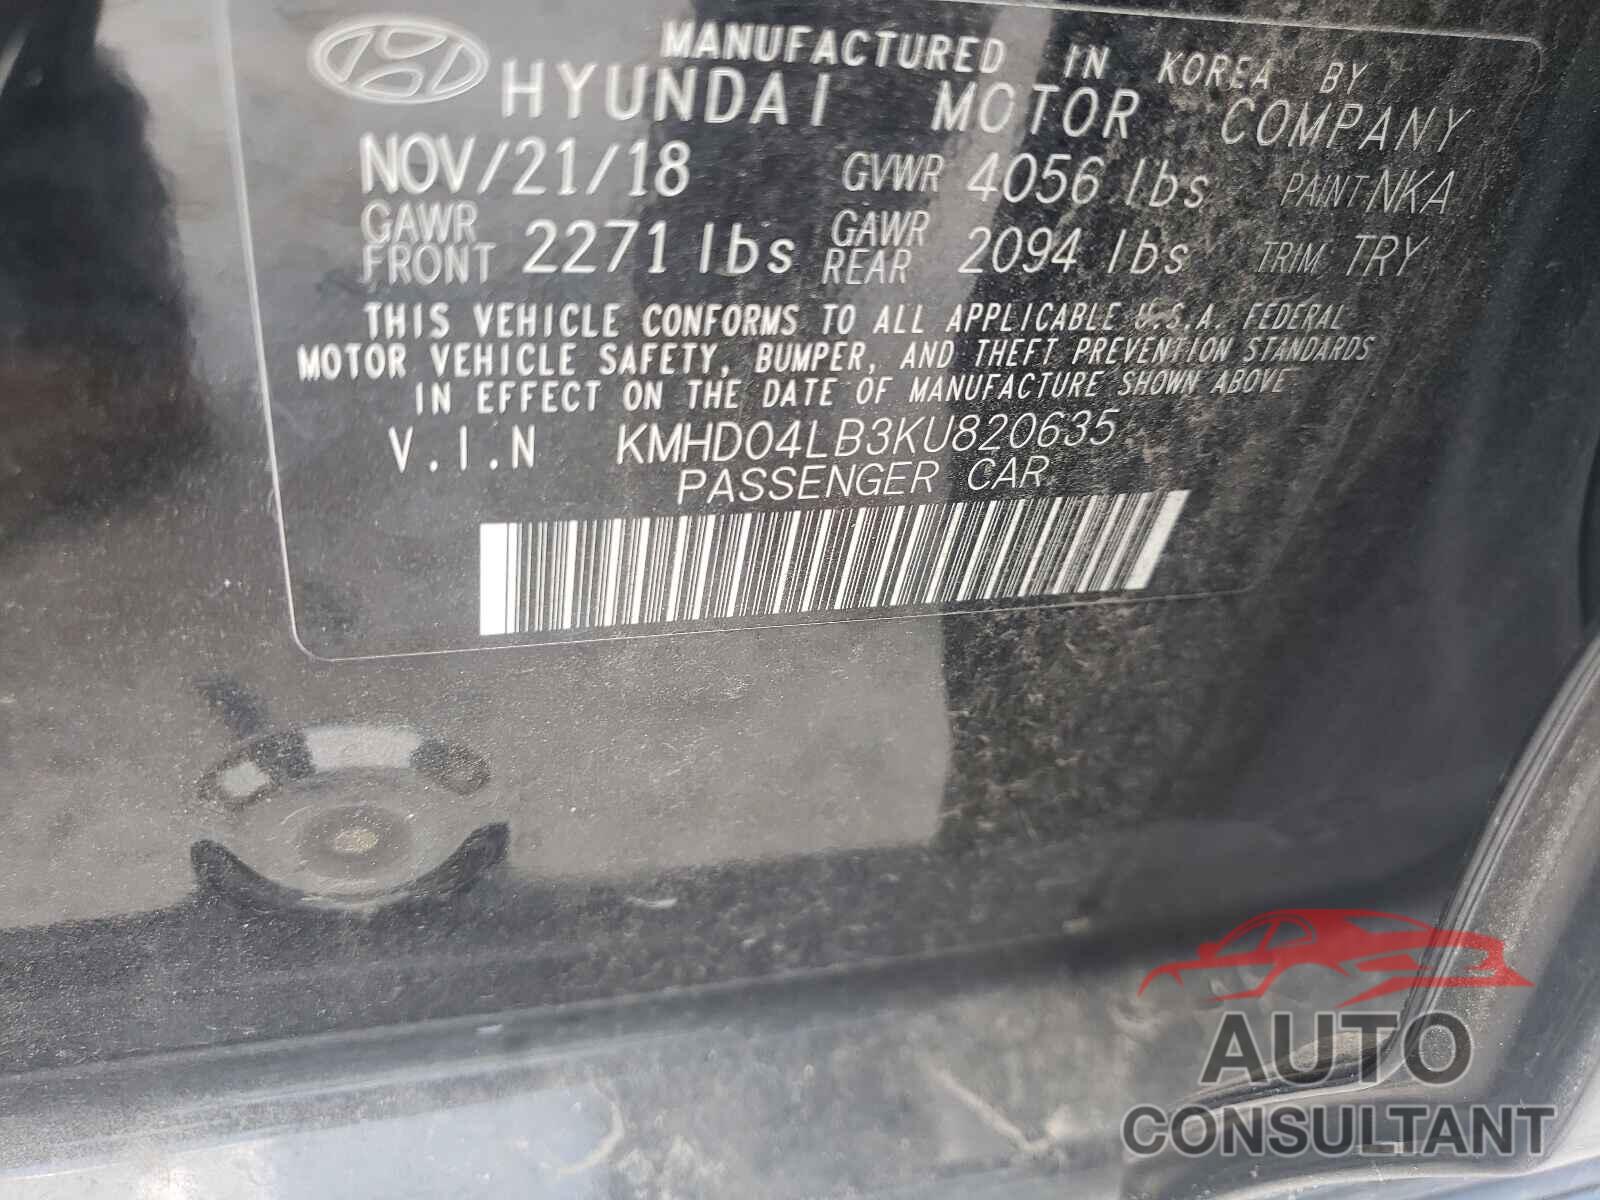 MANUFACTURED IN KOREA BY
HYUNDAI MOTOR COMPANY
NOV/21/18 GVWR 4056 lbs PAINT NKA
GAWR FRONT 2271 lbs GAWR REAR 2094 lbs TRIM: TRY
THIS VEHICLE CONFORMS TO ALL APPLICABLE U.S.A. FEDERAL
MOTOR VEHICLE SAFETY, BUMPER, AND THEFT PREVENTION STANDARDS
IN EFFECT ON THE DATE OF MANUFACTURE SHOWN ABOVE
V.I.N KMHD04LB3KU820635
PASSENGER CAR
AUTO
CONSULTANT